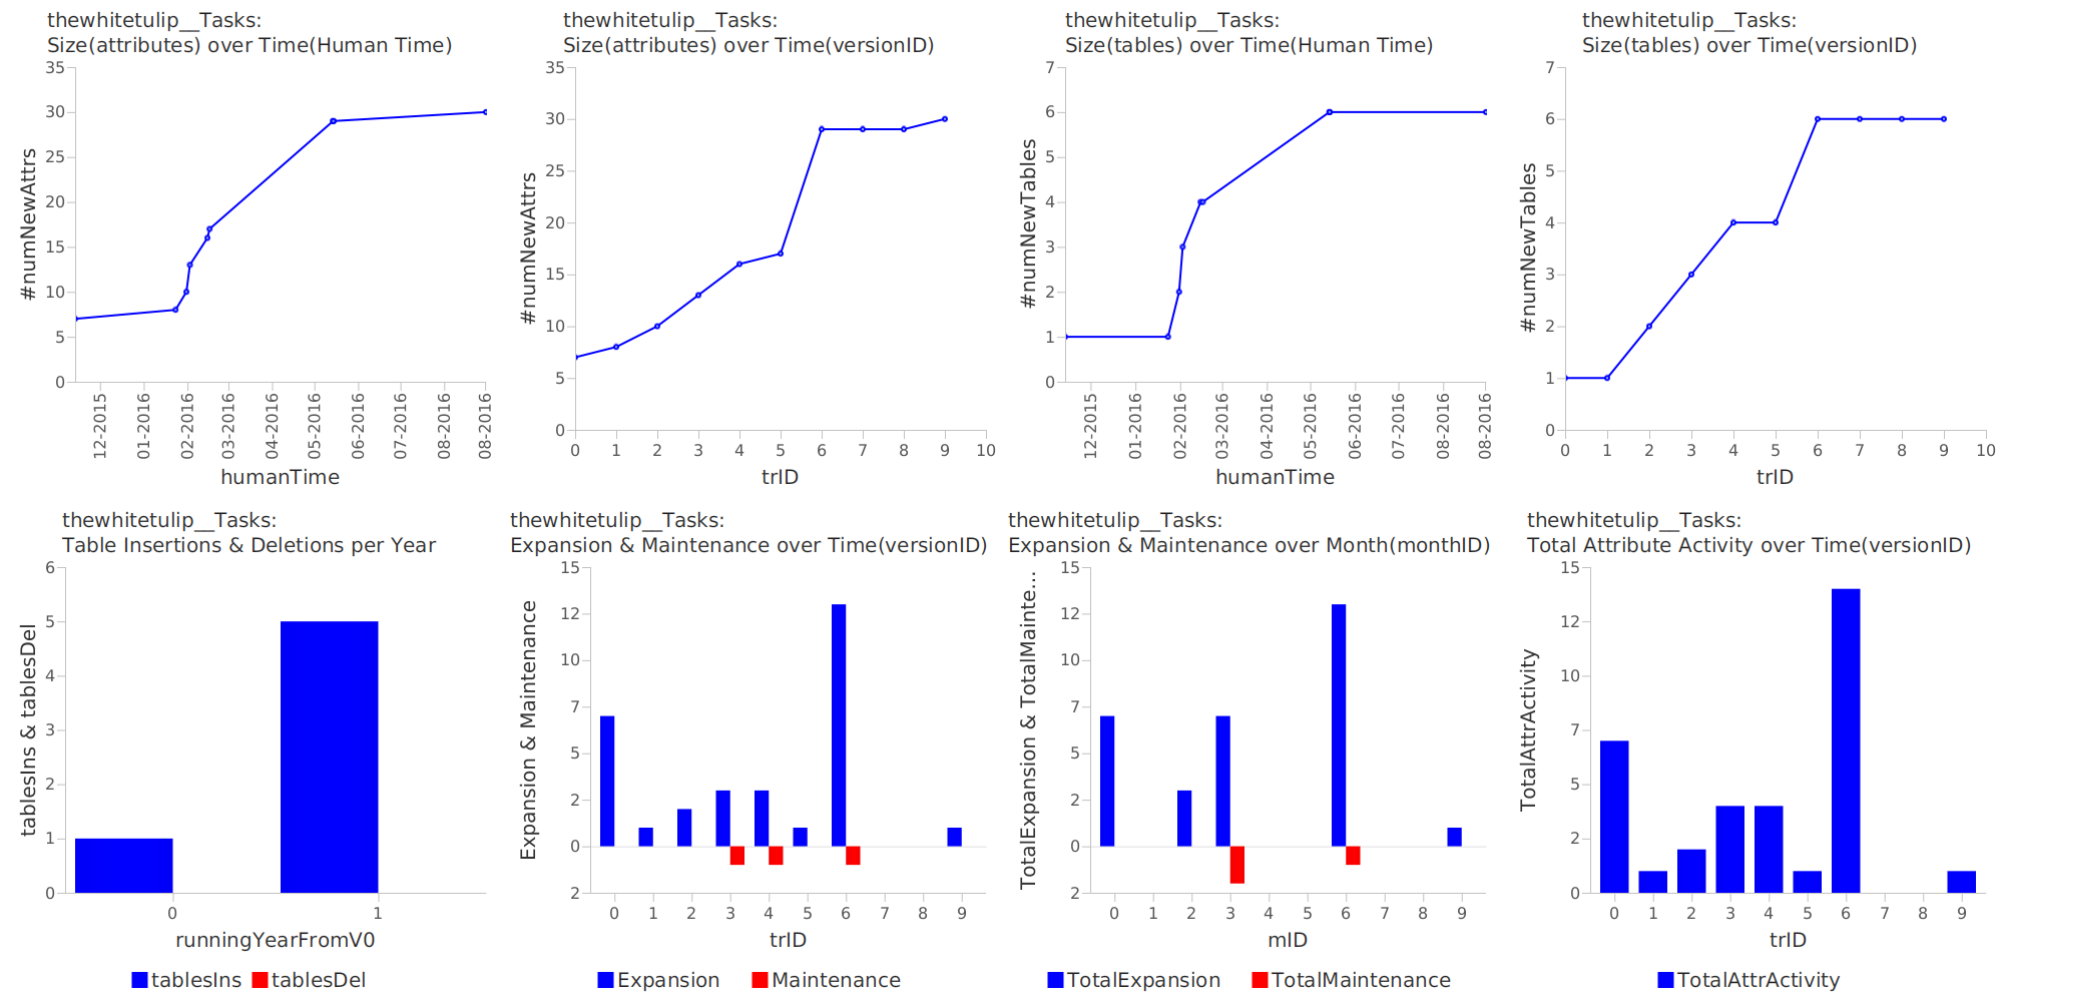 thewhitetulip__Tasks:
Size(attributes) over Time(Human Time)
35
30
25
20
15
10
5
0
#numNewAttrs
12-2015
01-2016
02-2016
03-2016
04-2016
05-2016
06-2016
07-2016
08-2016
08-2016
humanTime
thewhitetulip__Tasks:
Size(attributes) over Time(versionID)
35
30
25
20
15
10
5
0
#numNewAttrs
0 1 2 3 4 5 6 7 8 9 10
trID
thewhitetulip__Tasks:
Size(tables) over Time(Human Time)
7
6
5
4
3
2
1
0
#numNewTables
12-2015
01-2016
02-2016
03-2016
04-2016
05-2016
06-2016
07-2016
08-2016
08-2016
humanTime
thewhitetulip__Tasks:
Size(tables) over Time(versionID)
7
6
5
4
3
2
1
0
#numNewTables
0 1 2 3 4 5 6 7 8 9 10
trID
thewhitetulip__Tasks:
Table Insertions & Deletions per Year
6
5
4
3
2
1
0
tablesIns & tablesDel
0 1
runningYearFromV0
tablesIns tablesDel
thewhitetulip__Tasks:
Expansion & Maintenance over Time(versionID)
15
12
10
7
5
2
0
2
Expansion & Maintenance
0 1 2 3 4 5 6 7 8 9
trID
Expansion Maintenance
thewhitetulip__Tasks:
Expansion & Maintenance over Month(monthID)
15
12
10
7
5
2
0
2
TotalExpansion & TotalMainte...
0 1 2 3 4 5 6 7 8 9
mID
TotalExpansion TotalMaintenance
thewhitetulip__Tasks:
Total Attribute Activity over Time(versionID)
15
12
10
7
5
2
0
TotalAttrActivity
0 1 2 3 4 5 6 7 8 9
trID
TotalAttrActivity